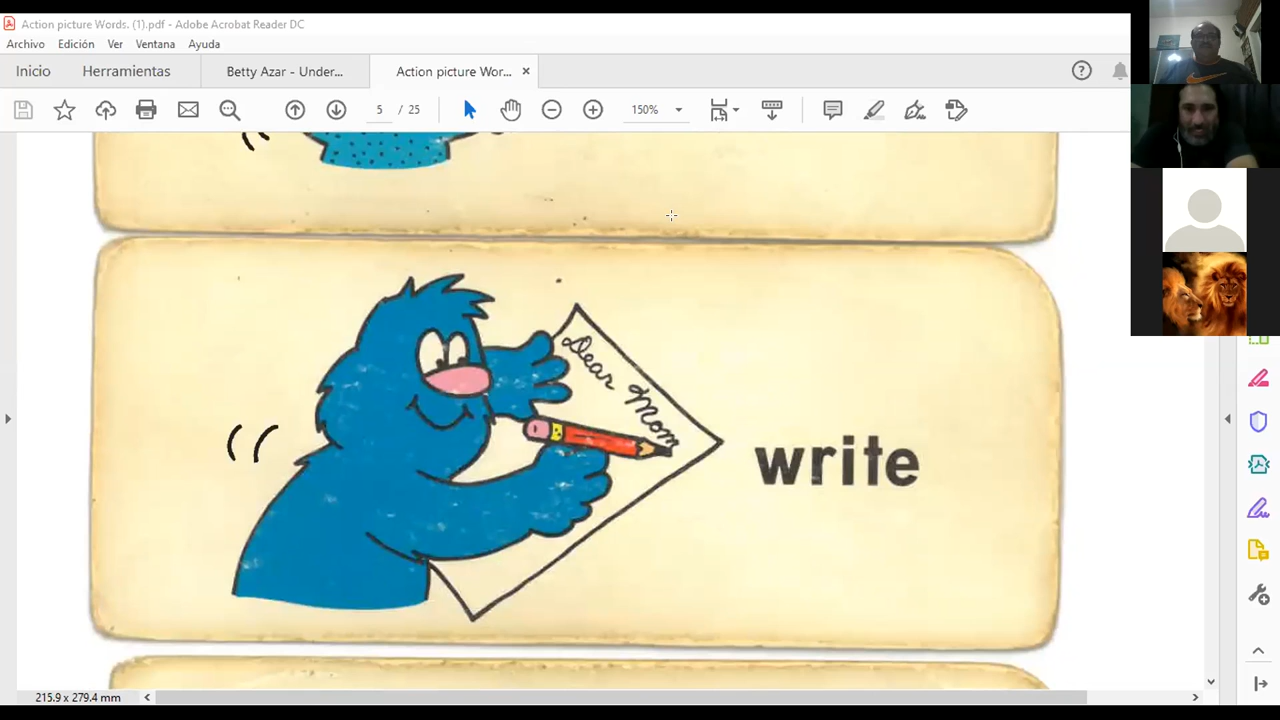 Action picture Words. (1).pdf - Adobe Acrobat Reader DC
Archivo Edición Ver Ventana Ayuda
Inicio Herramientas Betty Azar - Under... Action picture Wor... ×
5 / 25 150%
Dear Mom
write
215.9 x 279.4 mm